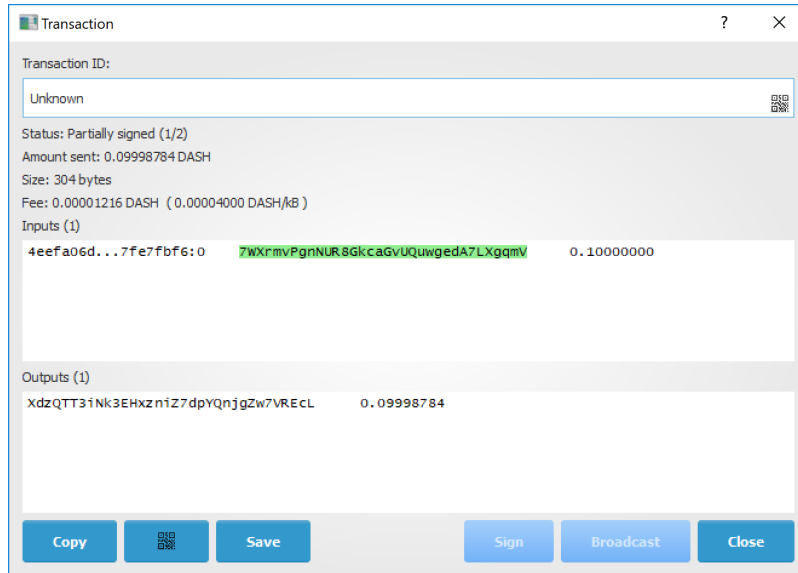 Transaction
Transaction ID:
Unknown
Status: Partially signed (1/2)
Amount sent: 0.09998784 DASH
Size: 304 bytes
Fee: 0.00001216 DASH ( 0.00004000 DASH/kB )
Inputs (1)
4eefa06d...7fe7fbf6:0 7WXrmvPgnNUR8GkcaGvUQuwgedA7LXgqmV 0.10000000
Outputs (1)
XdzQTT3iNk3EHxzniZ7dpYQnjgZw7VREcL 0.09998784
Copy Save Sign Broadcast Close